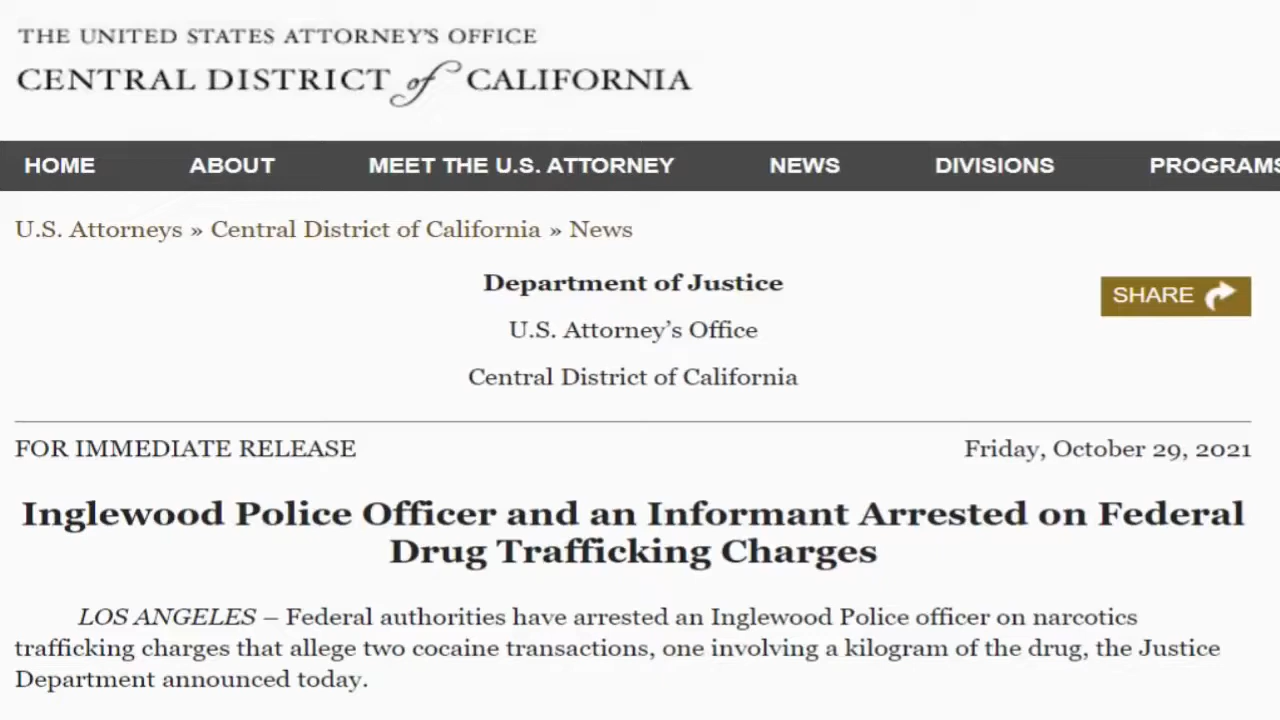 THE UNITED STATES ATTORNEY'S OFFICE
CENTRAL DISTRICT of CALIFORNIA
HOME ABOUT MEET THE U.S. ATTORNEY NEWS DIVISIONS PROGRAMS
U.S. Attorneys » Central District of California » News
Department of Justice
SHARE
U.S. Attorney’s Office
Central District of California
FOR IMMEDIATE RELEASE Friday, October 29, 2021
Inglewood Police Officer and an Informant Arrested on Federal
Drug Trafficking Charges
LOS ANGELES – Federal authorities have arrested an Inglewood Police officer on narcotics
trafficking charges that allege two cocaine transactions, one involving a kilogram of the drug, the Justice
Department announced today.